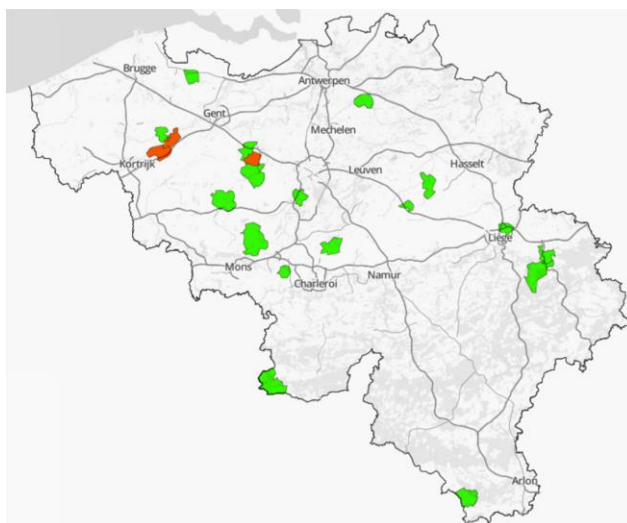 Brugge
Antwerpen
Gent
Mechelen
Kortrijk
Leuven
Hasselt
Liège
Mons
Namur
Charleroi
Arlon